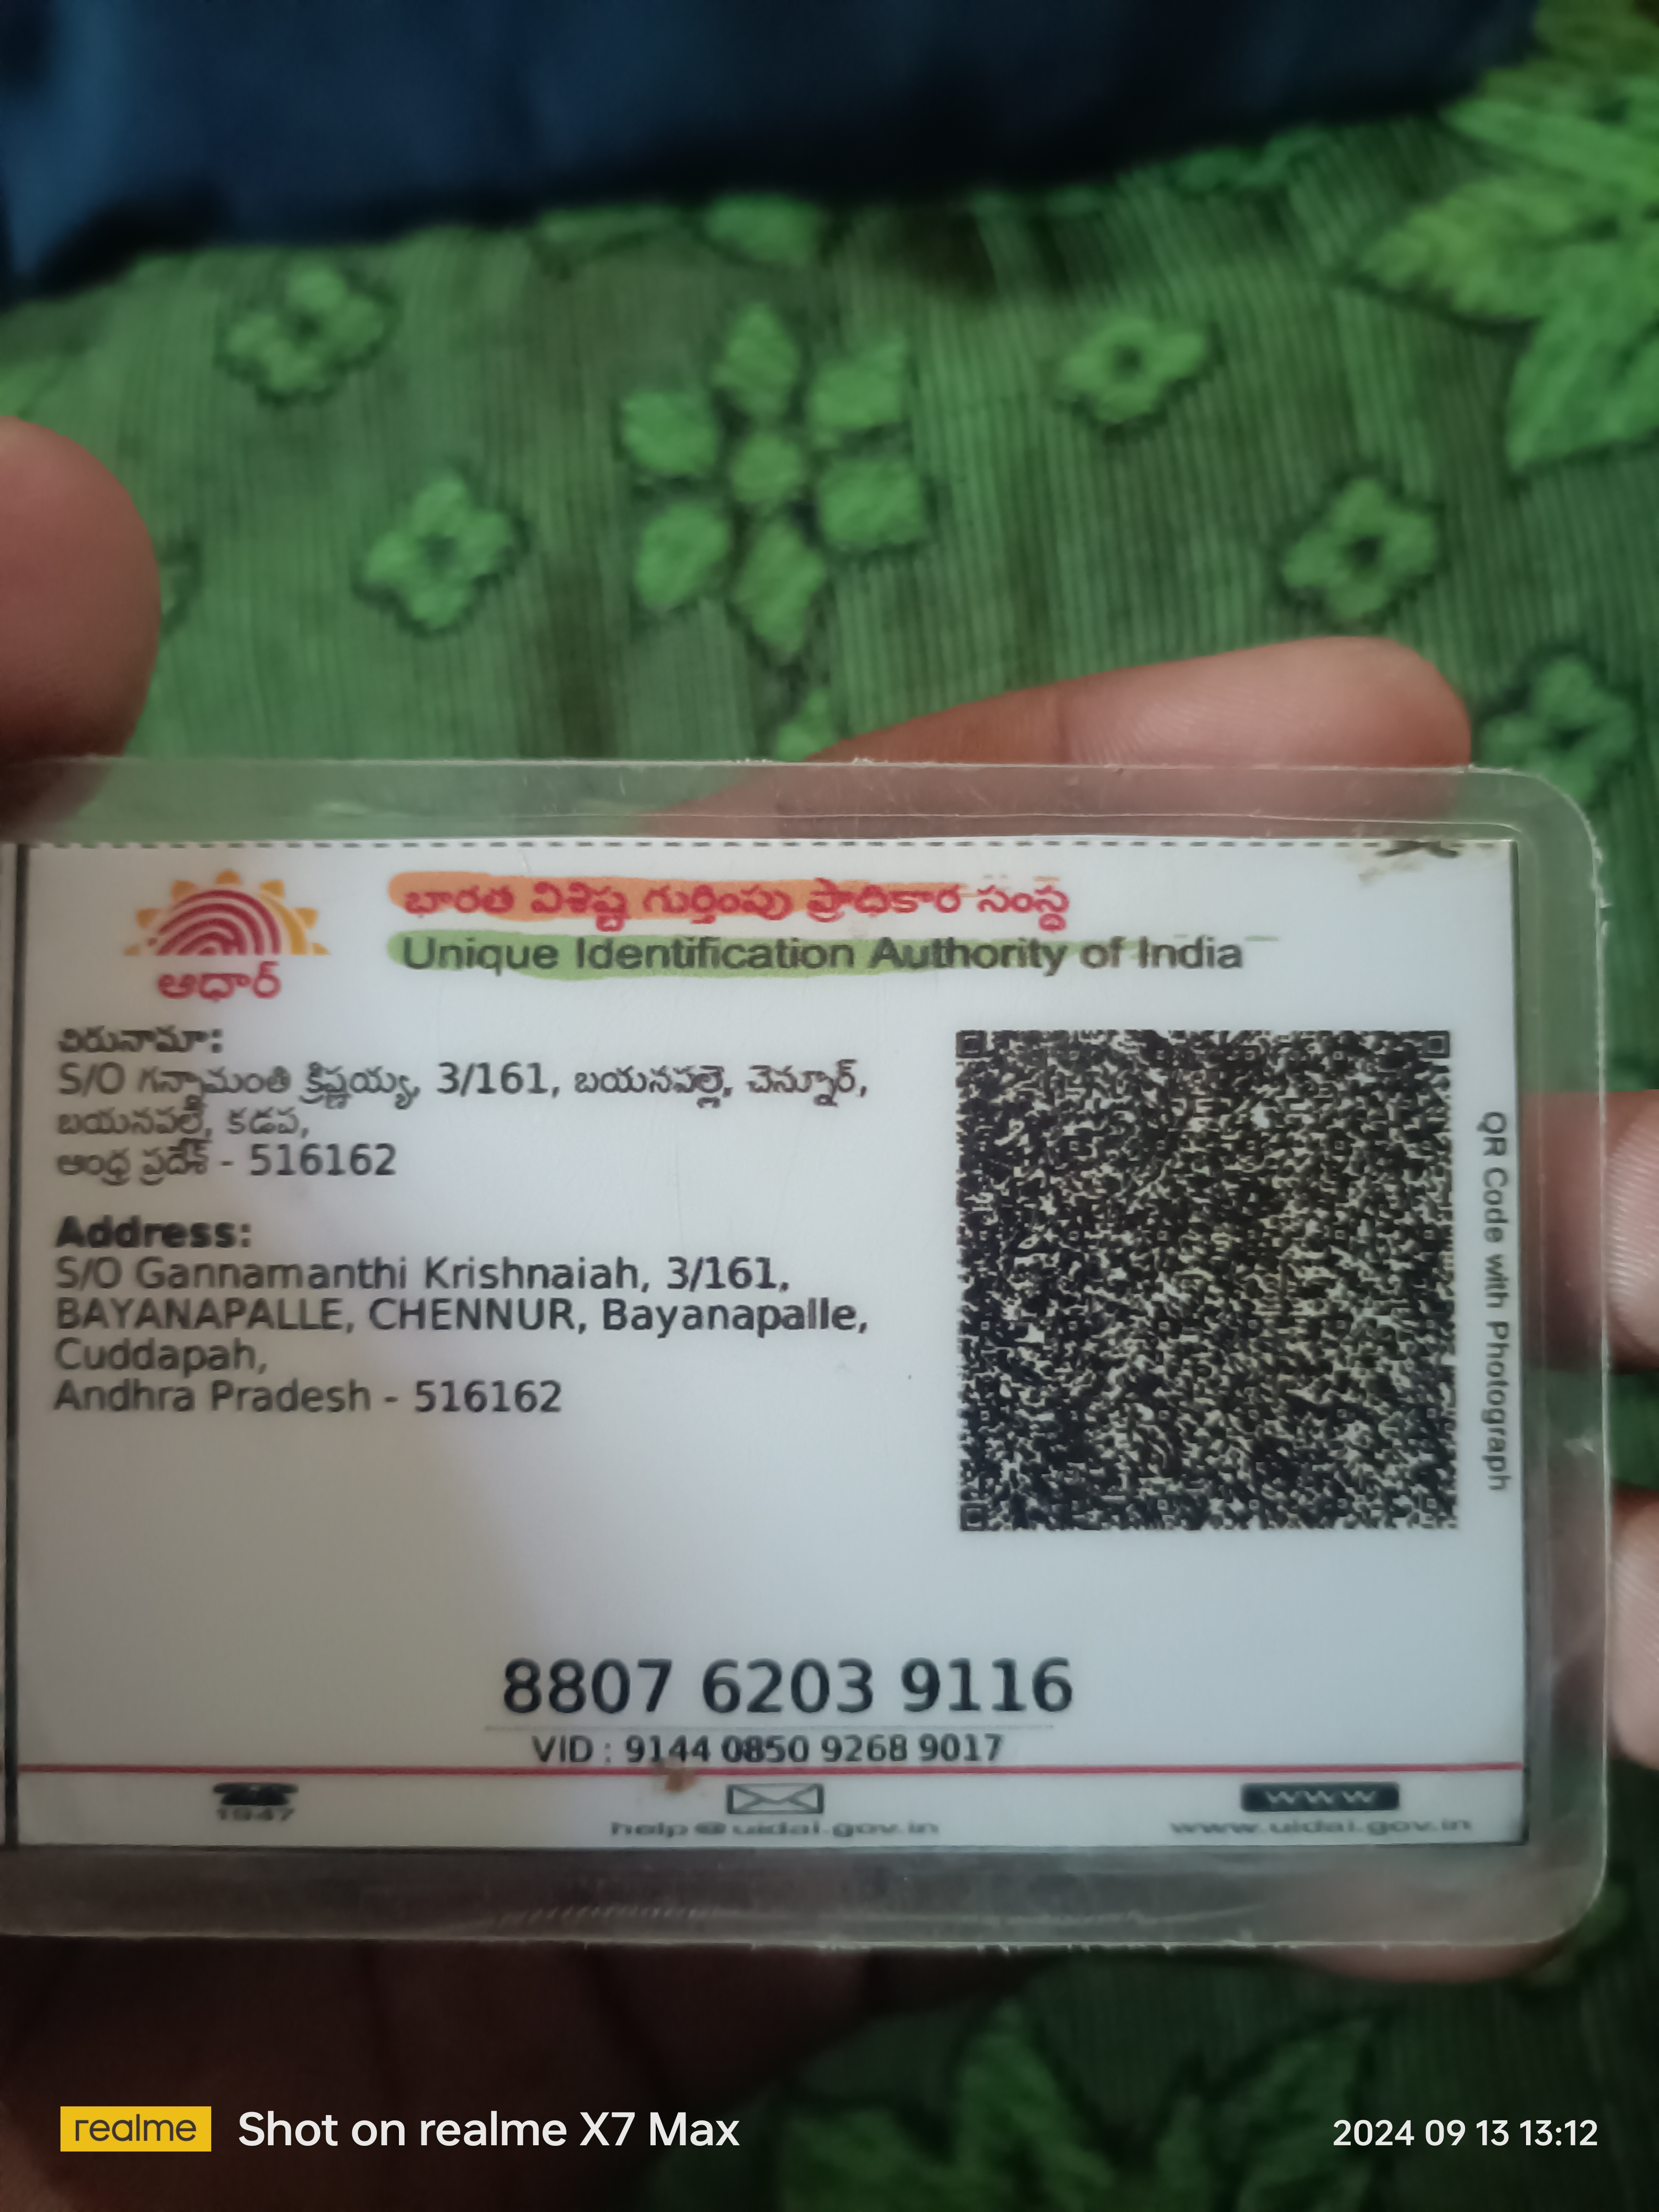 భారత విశిష్ట గుర్తింపు ప్రాదికార సంస్థ
Unique Identification Authority of India
ఆధార్
చిరునామా:
S/O గన్నామంతి క్రిష్ణయ్య, 3/161, బయనపల్లె, చెన్నూర్,
బయనపల్లె, కడప,
ఆంధ్ర ప్రదేశ్ - 516162
Address:
S/O Gannamanthi Krishnaiah, 3/161,
BAYANAPALLE, CHENNUR, Bayanapalle,
Cuddapah,
Andhra Pradesh - 516162
QR Code with Photograph
8807 6203 9116
VID : 9144 0850 9268 9017
1947
help@uidai.gov.in
www
www.uidai.gov.in
realme Shot on realme X7 Max
2024 09 13 13:12